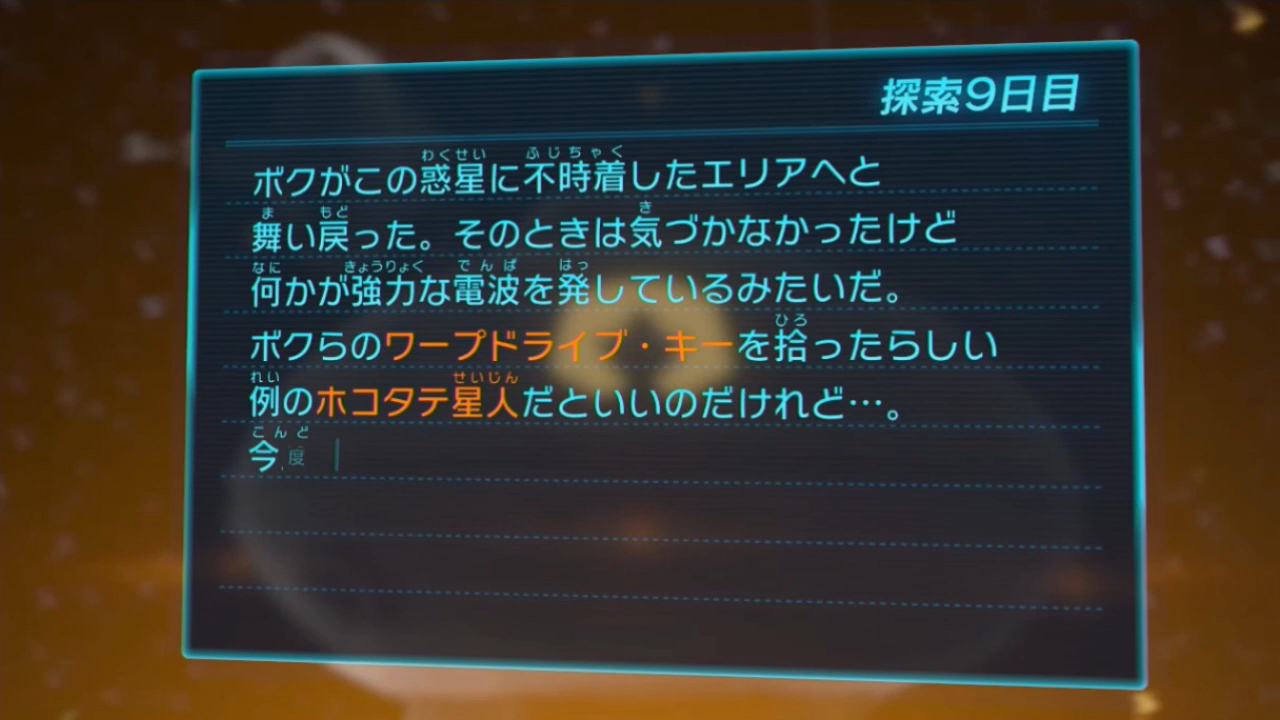 探索9日目
ボクがこの惑星に不時着したエリアへと
舞い戻った。そのときは気づかなかったけど
何かが強力な電波を発しているみたいだ。
ボクらのワープドライブ・キーを拾ったらしい
例のホコタテ星人だといいのだけれど…。
今度